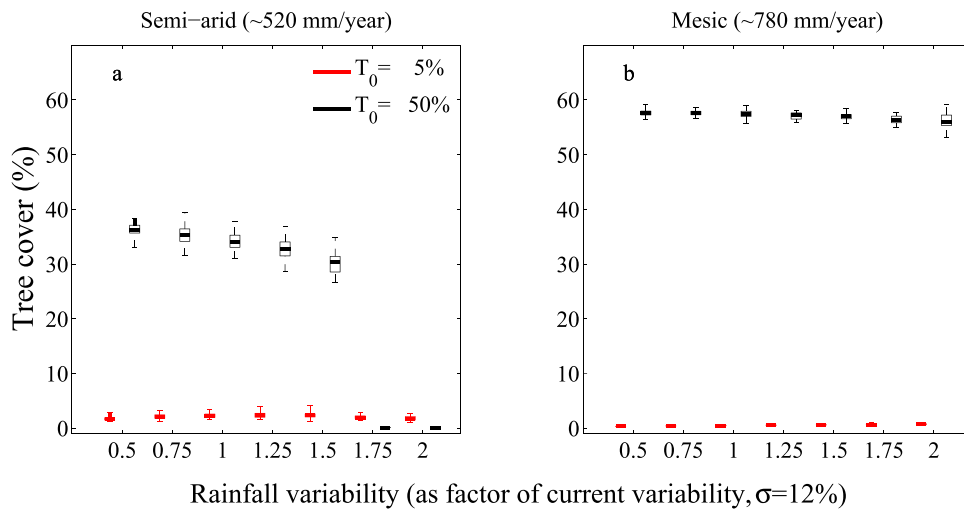 Semi−arid (~520 mm/year)
Mesic (~780 mm/year)
a
T0= 5%
T0= 50%
b
Tree cover (%)
60
50
40
30
20
10
0
60
50
40
30
20
10
0
0.5 0.75 1 1.25 1.5 1.75 2
0.5 0.75 1 1.25 1.5 1.75 2
Rainfall variability (as factor of current variability, σ=12%)